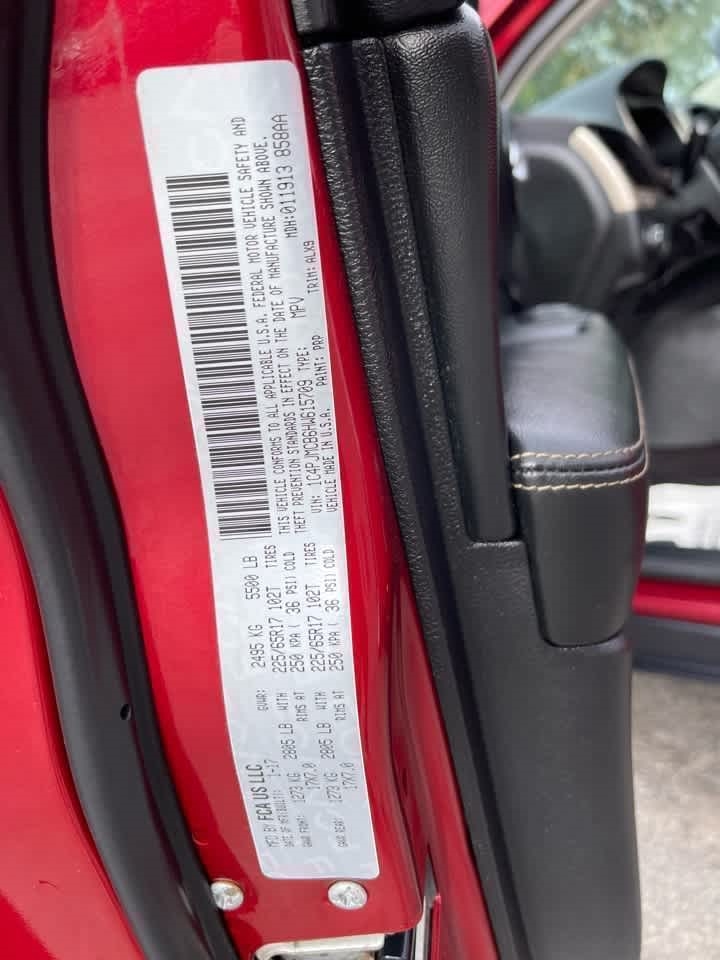 MFD BY FCA US LLC
DATE OF MFR(BUILT): 1-17 GVWR: 2495 KG 5500 LB
GAWR FRONT: 1273 KG 2805 LB WITH 225/65R17 102T TIRES
17X7.0 RIMS AT 250 KPA ( 36 PSI) COLD
GAWR REAR: 1273 KG 2805 LB WITH 225/65R17 102T TIRES
17X7.0 RIMS AT 250 KPA ( 36 PSI) COLD
THIS VEHICLE CONFORMS TO ALL APPLICABLE U.S.A. FEDERAL MOTOR VEHICLE SAFETY AND
THEFT PREVENTION STANDARDS IN EFFECT ON THE DATE OF MANUFACTURE SHOWN ABOVE.
VIN: 1C4PJMCB6HW615709 TYPE: MPV MDH:011913 858AA
VEHICLE MADE IN U.S.A. PAINT: PRP TRIM: ALX9